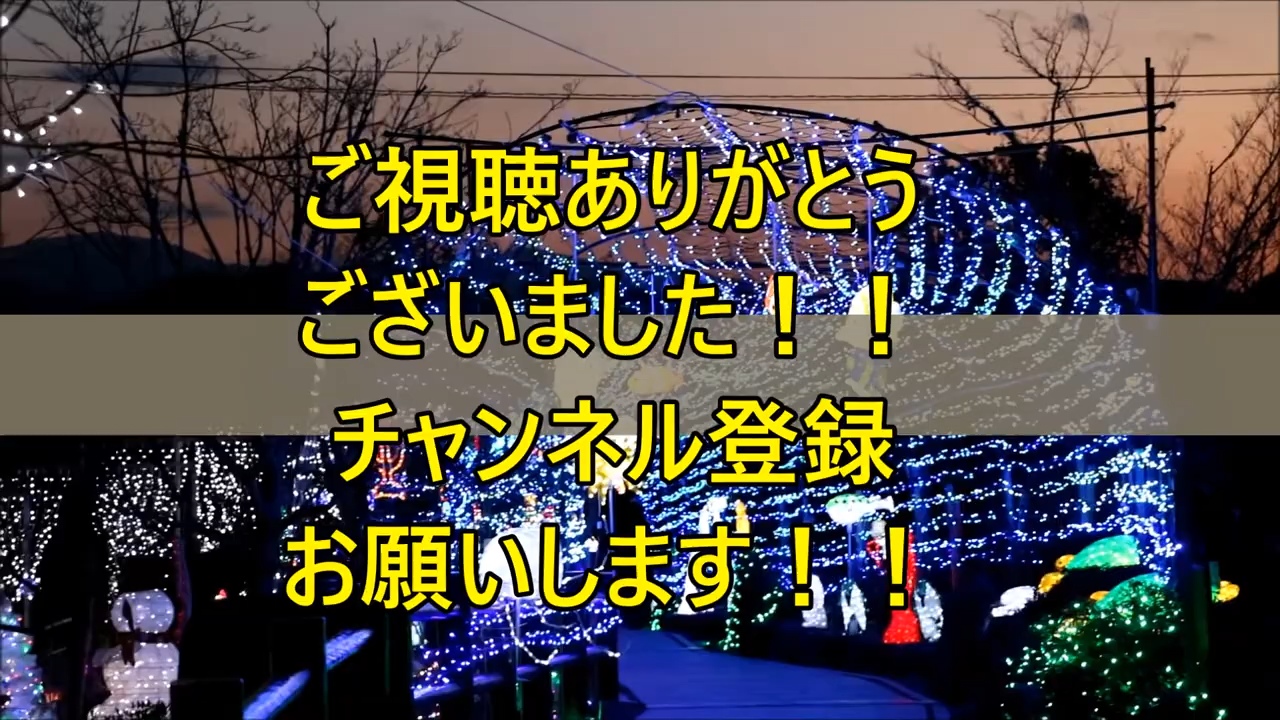 ご視聴ありがとう
ございました！！
チャンネル登録
お願いします！！